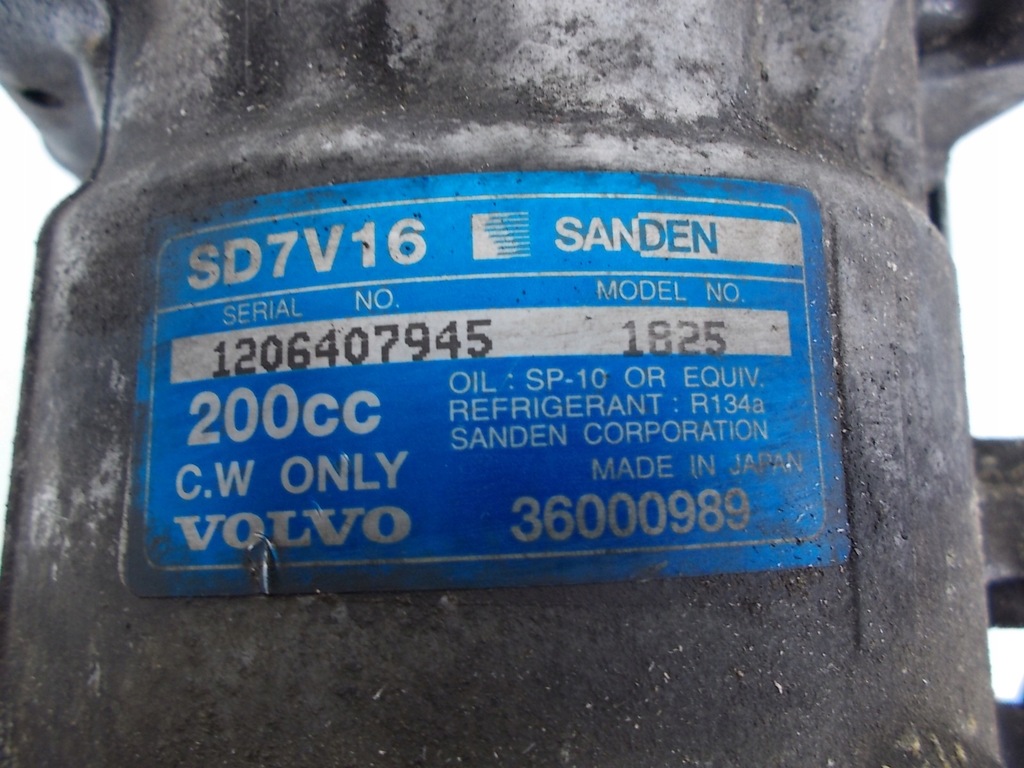 SD7V16 SANDEN
SERIAL NO. MODEL NO.
1206407945 1825
200cc
OIL : SP-10 OR EQUIV.
REFRIGERANT : R134a
SANDEN CORPORATION
C.W ONLY
MADE IN JAPAN
VOLVO 36000989